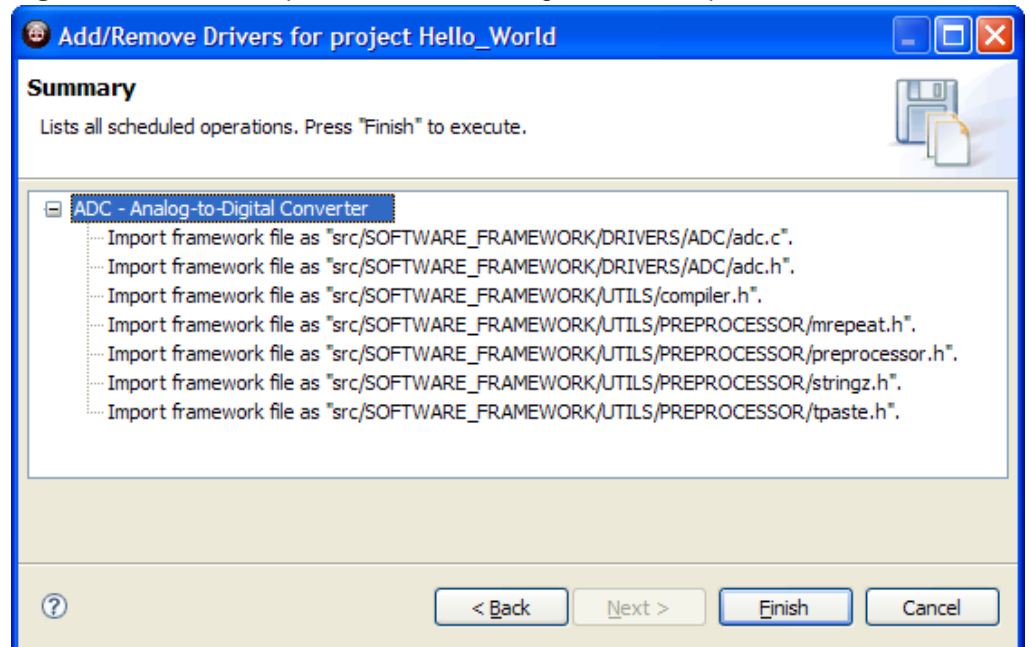 Add/Remove Drivers for project Hello_World
Summary
Lists all scheduled operations. Press "Finish" to execute.
ADC - Analog-to-Digital Converter
Import framework file as "src/SOFTWARE_FRAMEWORK/DRIVERS/ADC/adc.c".
Import framework file as "src/SOFTWARE_FRAMEWORK/DRIVERS/ADC/adc.h".
Import framework file as "src/SOFTWARE_FRAMEWORK/UTILS/compiler.h".
Import framework file as "src/SOFTWARE_FRAMEWORK/UTILS/PREPROCESSOR/mrepeat.h".
Import framework file as "src/SOFTWARE_FRAMEWORK/UTILS/PREPROCESSOR/preprocessor.h".
Import framework file as "src/SOFTWARE_FRAMEWORK/UTILS/PREPROCESSOR/stringz.h".
Import framework file as "src/SOFTWARE_FRAMEWORK/UTILS/PREPROCESSOR/tpaste.h".
? < Back Next > Finish Cancel